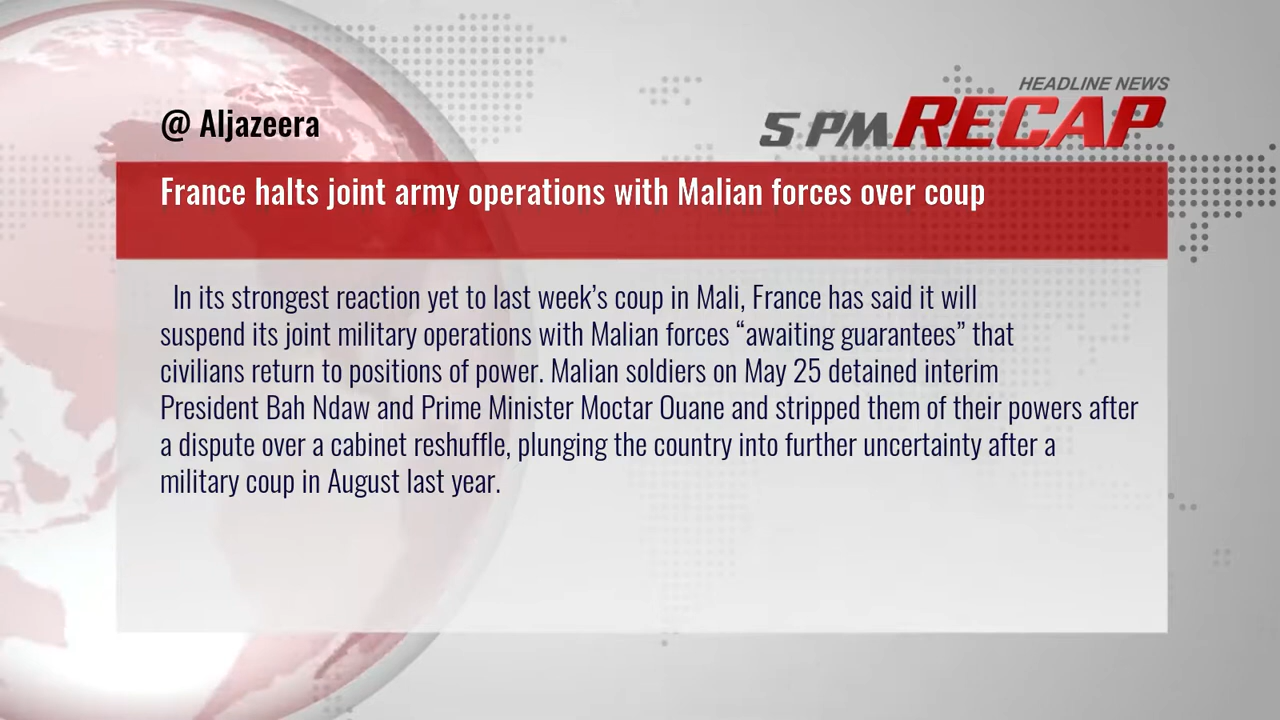 HEADLINE NEWS
@ Aljazeera
5 PM RECAP
France halts joint army operations with Malian forces over coup
In its strongest reaction yet to last week’s coup in Mali, France has said it will
suspend its joint military operations with Malian forces “awaiting guarantees” that
civilians return to positions of power. Malian soldiers on May 25 detained interim
President Bah Ndaw and Prime Minister Moctar Ouane and stripped them of their powers after
a dispute over a cabinet reshuffle, plunging the country into further uncertainty after a
military coup in August last year.